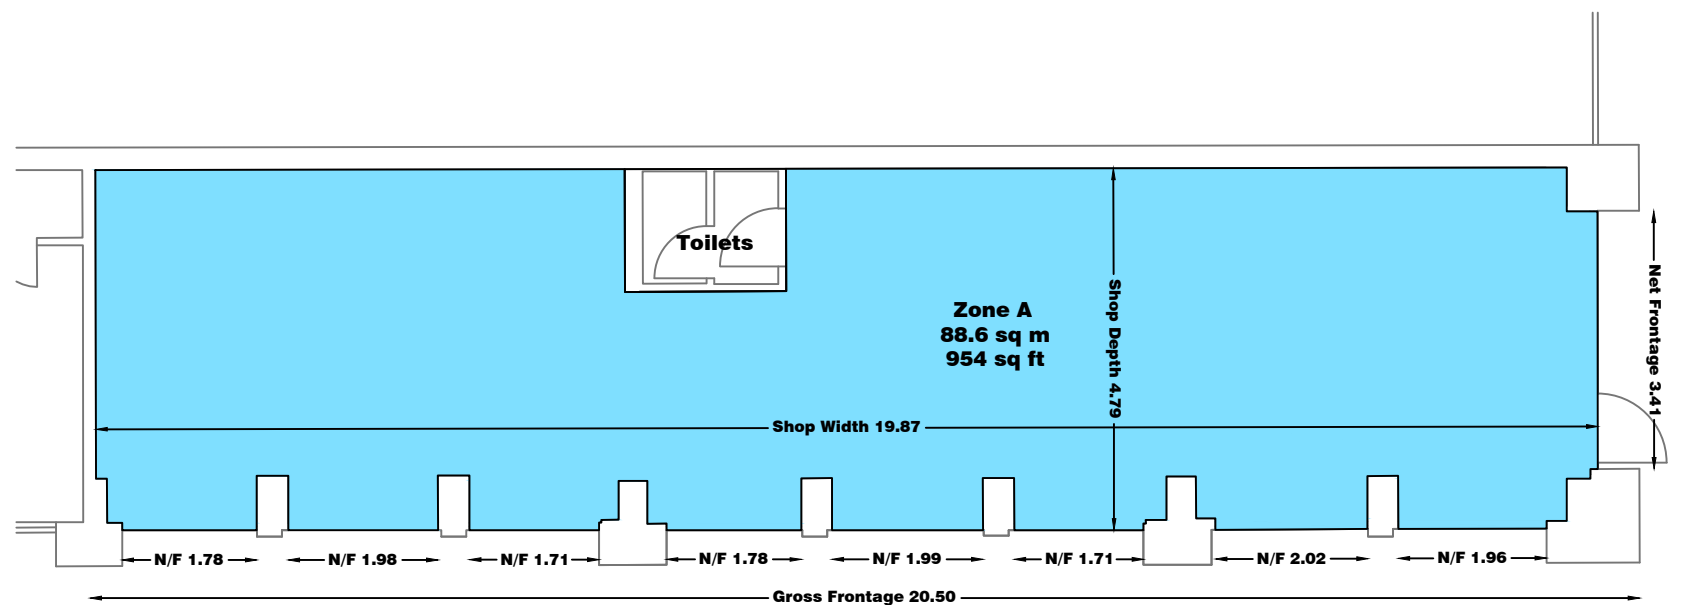 Toilets
Zone A
88.6 sq m
954 sq ft
Shop Depth 4.79
Net Frontage 3.41
Shop Width 19.87
N/F 1.78
N/F 1.98
N/F 1.71
N/F 1.78
N/F 1.99
N/F 1.71
N/F 2.02
N/F 1.96
Gross Frontage 20.50